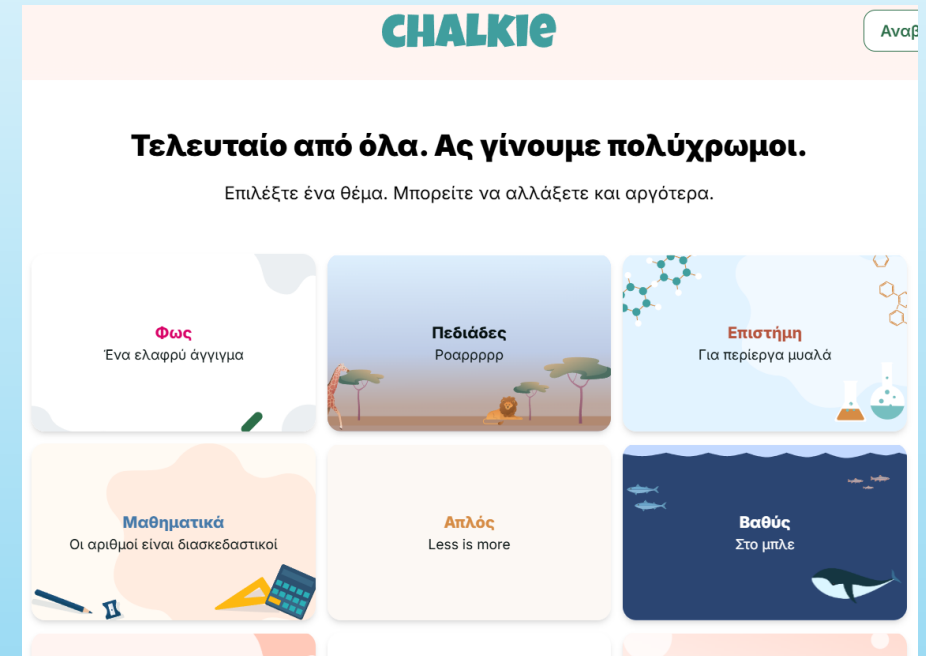 CHALKIE
Τελευταίο από όλα. Ας γίνουμε πολύχρωμοι.
Επιλέξτε ένα θέμα. Μπορείτε να αλλάξετε και αργότερα.
Φως
Ένα ελαφρύ άγγιγμα
Πεδιάδες
Ροαρρρρρ
Επιστήμη
Για περίεργα μυαλά
Μαθηματικά
Οι αριθμοί είναι διασκεδαστικοί
Απλός
Less is more
Βαθύς
Στο μπλε